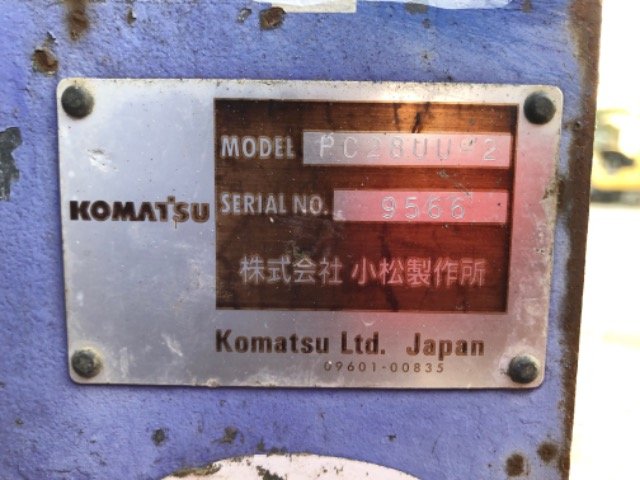 MODEL PC28UU-2
KOMATSU
SERIAL NO. 9566
株式会社 小松製作所
Komatsu Ltd. Japan
09601-00835